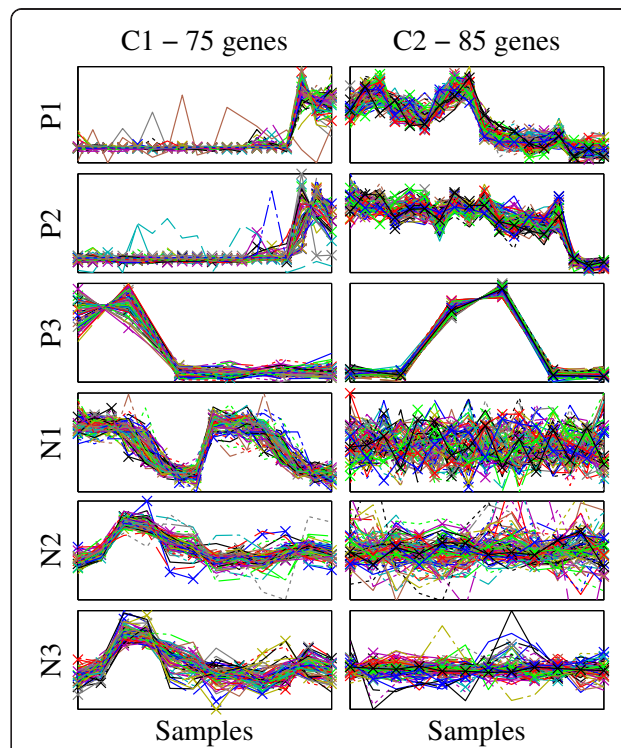 C1 – 75 genes
C2 – 85 genes
P1
P2
P3
N1
N2
N3
Samples
Samples